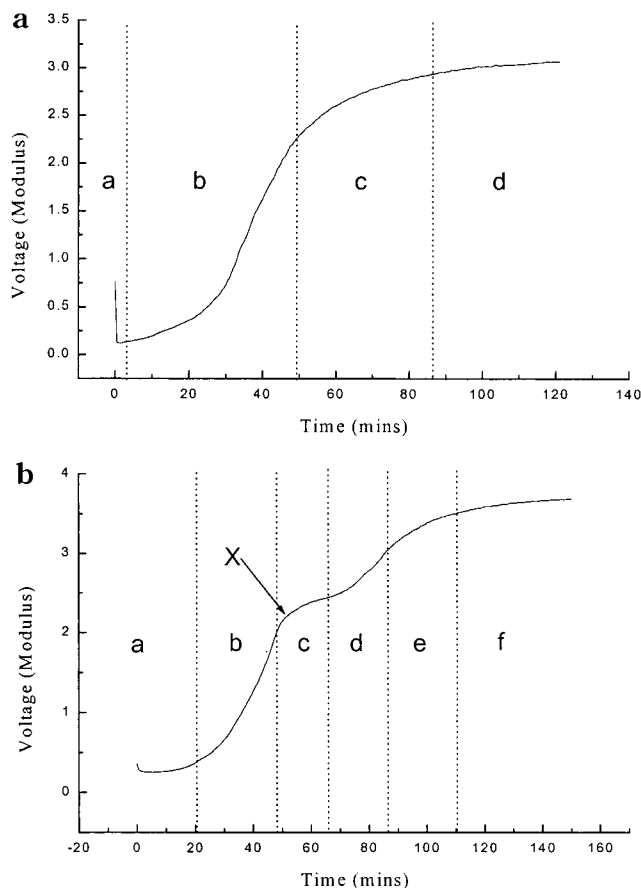 a
3.0
2.5
2.0
1.5
1.0
0.5
0.0
Voltage (Modulus)
a b c d
0 20 40 60 80 100 120 140
Time (mins)
b
4
3
2
1
0
Voltage (Modulus)
X
a b c d e f
-20 0 20 40 60 80 100 120 140 160
Time (mins)